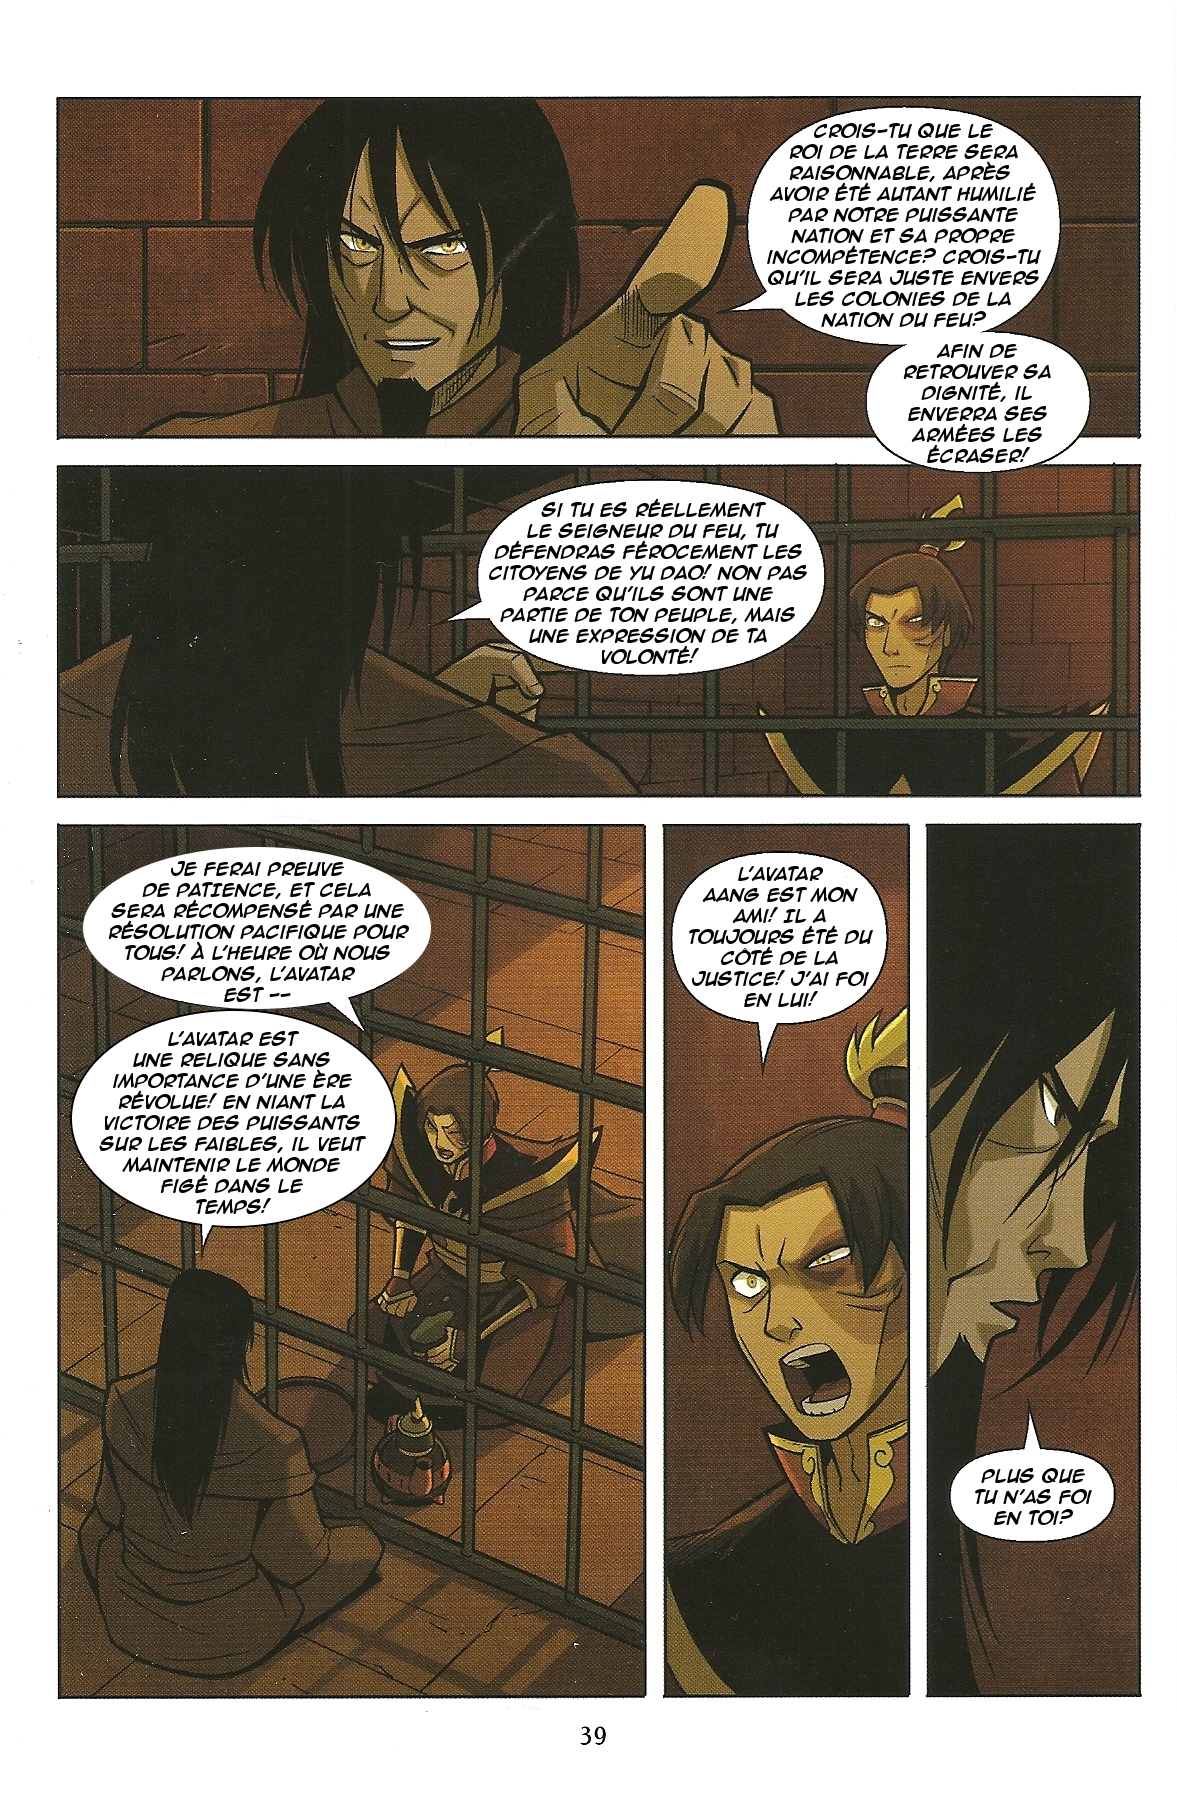 CROIS-TU QUE LE
ROI DE LA TERRE SERA
RAISONNABLE, APRÈS
AVOIR ÉTÉ AUTANT HUMILIÉ
PAR NOTRE PUISSANTE
NATION ET SA PROPRE
INCOMPÉTENCE? CROIS-TU
QU'IL SERA JUSTE ENVERS
LES COLONIES DE LA
NATION DU FEU?
AFIN DE
RETROUVER SA
DIGNITÉ, IL
ENVERRA SES
ARMÉES LES
ÉCRASER!
SI TU ES RÉELLEMENT
LE SEIGNEUR DU FEU, TU
DÉFENDRAS FÉROCEMENT LES
CITOYENS DE YU DAO! NON PAS
PARCE QU'ILS SONT UNE
PARTIE DE TON PEUPLE, MAIS
UNE EXPRESSION DE TA
VOLONTÉ!
JE FERAI PREUVE
DE PATIENCE, ET CELA
SERA RÉCOMPENSÉ PAR UNE
RÉSOLUTION PACIFIQUE POUR
TOUS! À L'HEURE OÙ NOUS
PARLONS, L'AVATAR
EST --
L'AVATAR EST
UNE RELIQUE SANS
IMPORTANCE D'UNE ÈRE
RÉVOLUE! EN NIANT LA
VICTOIRE DES PUISSANTS
SUR LES FAIBLES, IL VEUT
MAINTENIR LE MONDE
FIGÉ DANS LE
TEMPS!
L'AVATAR
AANG EST MON
AMI! IL A
TOUJOURS ÉTÉ DU
CÔTÉ DE LA
JUSTICE! J'AI FOI
EN LUI!
PLUS QUE
TU N'AS FOI
EN TOI?
39